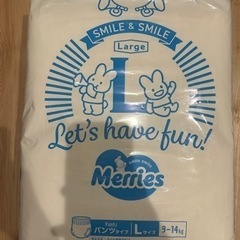 SMILE & SMILE
Large
L
Let's have fun!
Merries
パンツタイプ Lサイズ 9-14kg